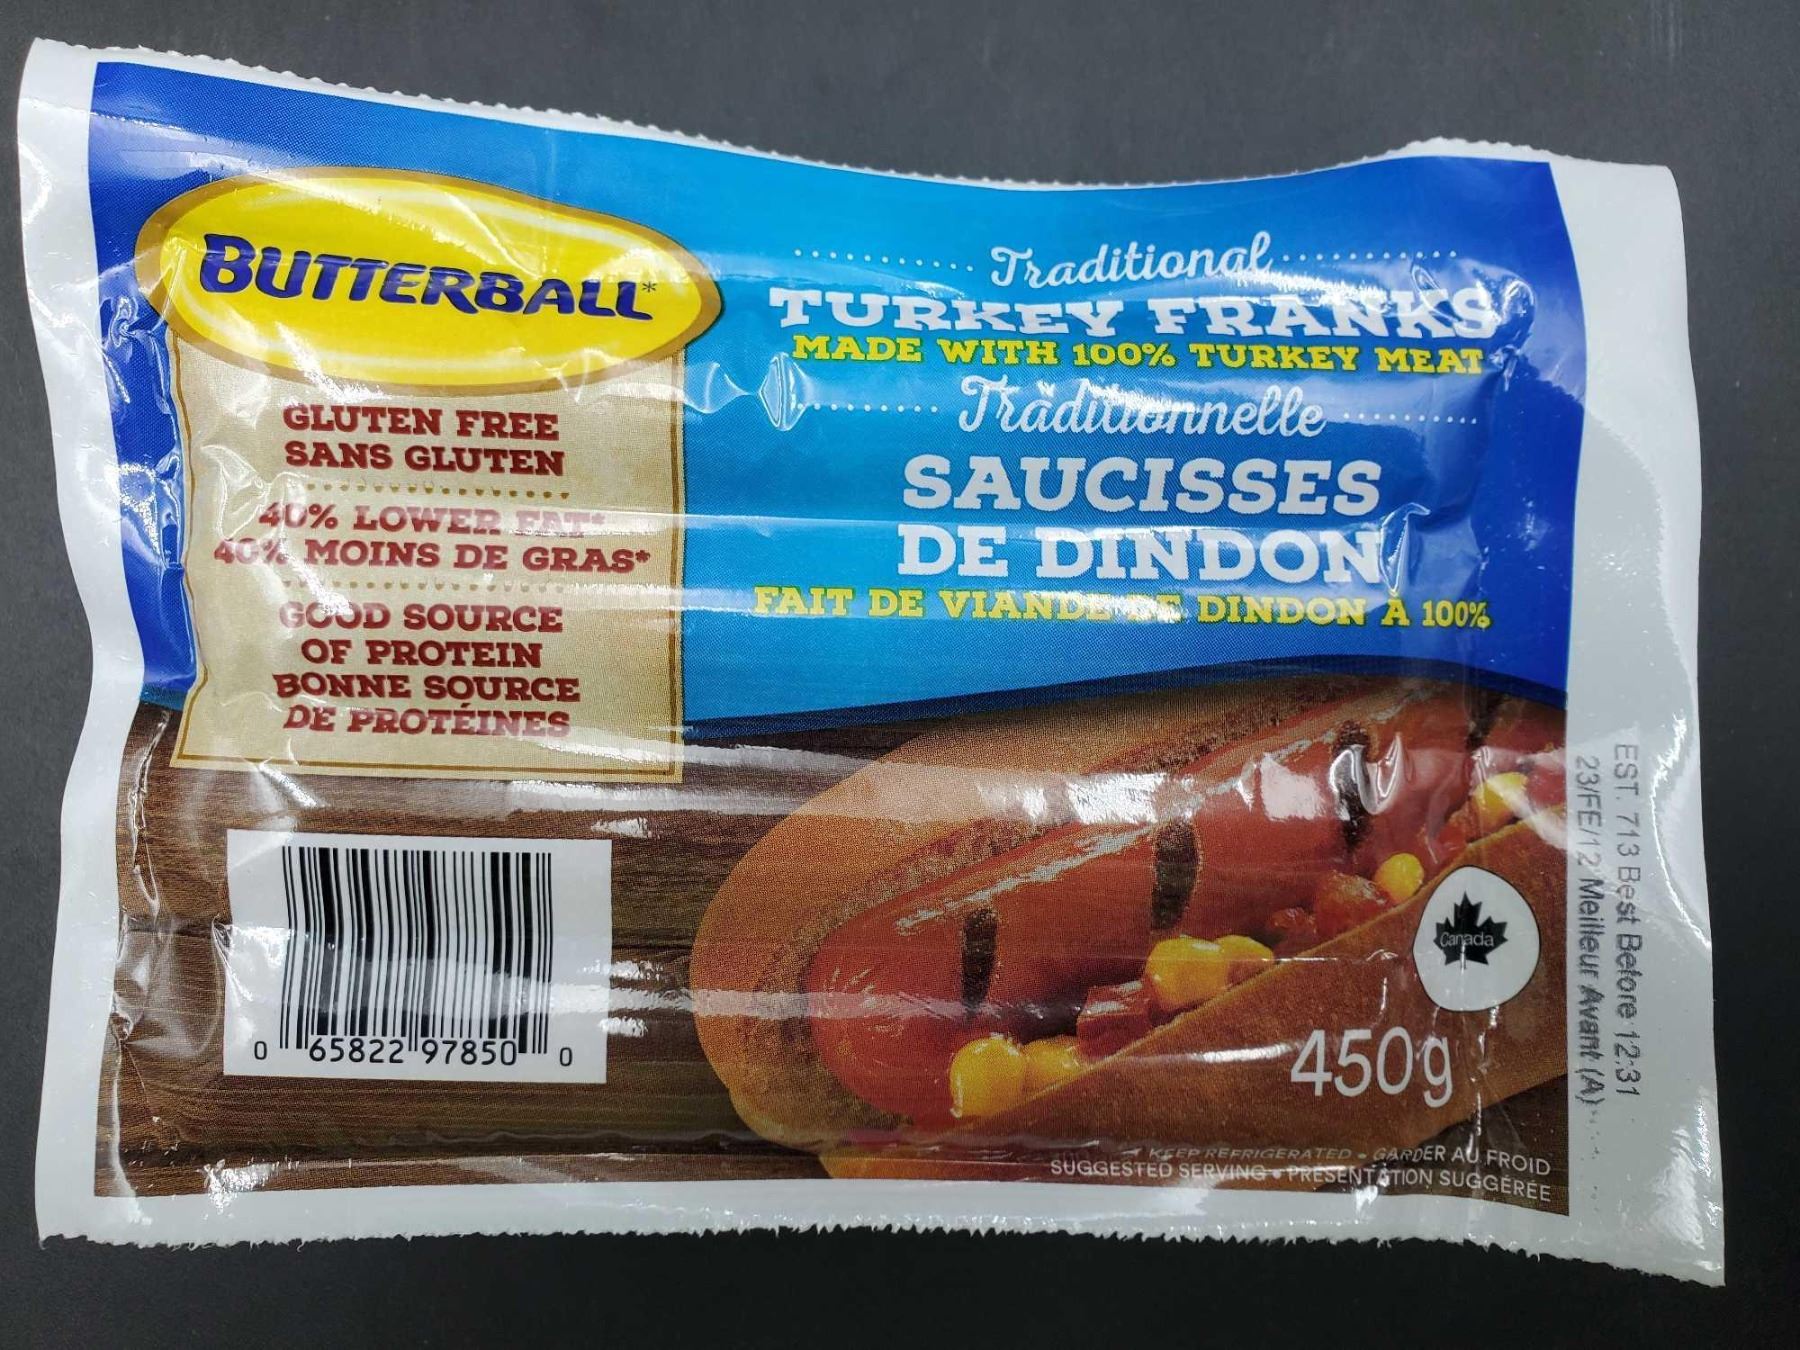 BUTTERBALL*
GLUTEN FREE
SANS GLUTEN
40% LOWER FAT*
40% MOINS DE GRAS*
GOOD SOURCE
OF PROTEIN
BONNE SOURCE
DE PROTÉINES
Traditional
TURKEY FRANKS
MADE WITH 100% TURKEY MEAT
Traditionnelle
SAUCISSES
DE DINDON
FAIT DE VIANDE DE DINDON À 100%
Canada
450g
KEEP REFRIGERATED • GARDER AU FROID
SUGGESTED SERVING • PRÉSENTATION SUGGÉRÉE
0 65822 97850 0
EST. 713 Best Before 12:31
23/FE/12 Meilleur Avant (A)